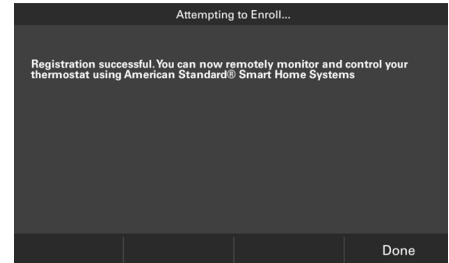 Attempting to Enroll...
Registration successful. You can now remotely monitor and control your
thermostat using American Standard® Smart Home Systems
Done